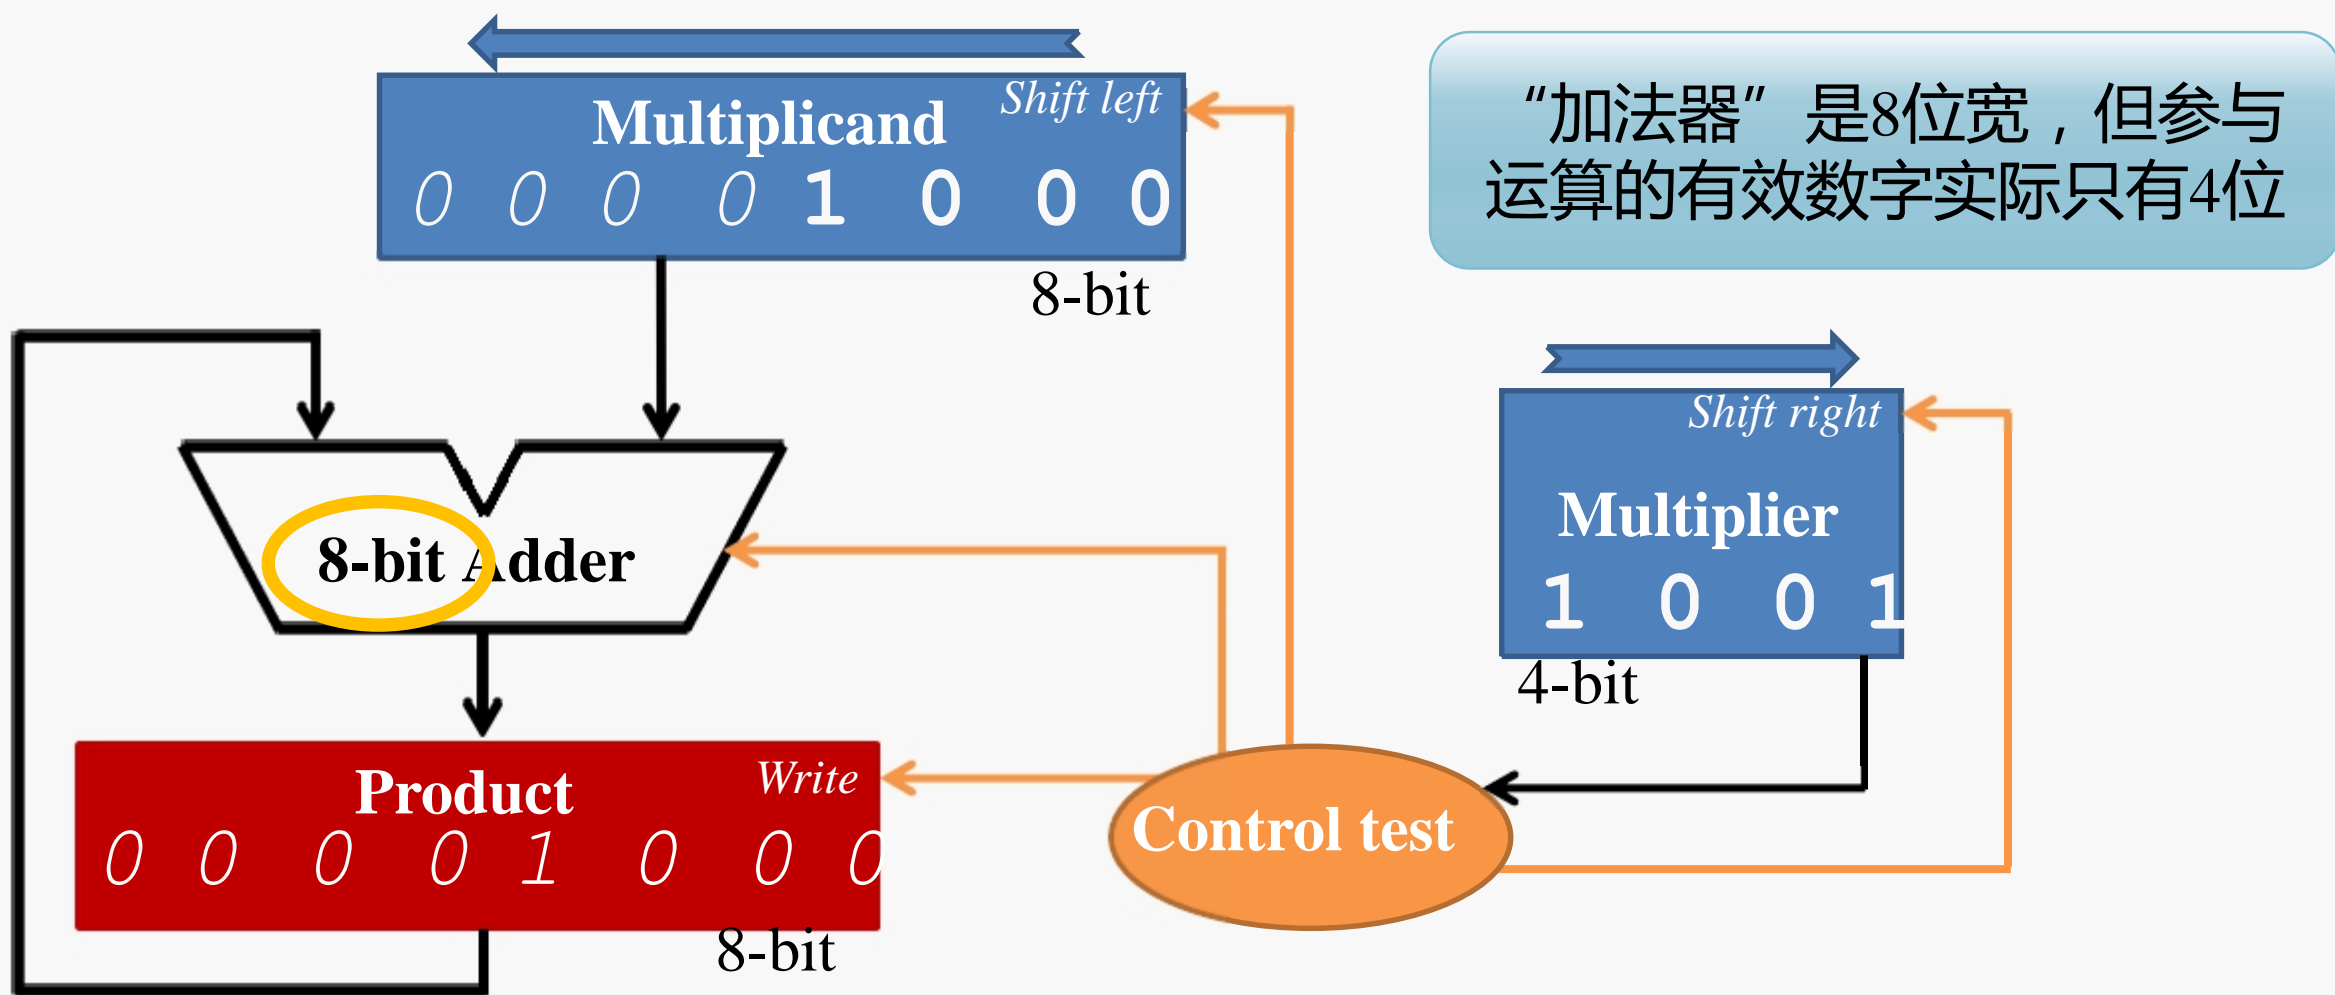 Shift left
Multiplicand
0 0 0 0 1 0 0 0
8-bit
“加法器”是8位宽，但参与
运算的有效数字实际只有4位
Shift right
Multiplier
1 0 0 1
4-bit
8-bit Adder
Product
Write
0 0 0 0 1 0 0 0
8-bit
Control test